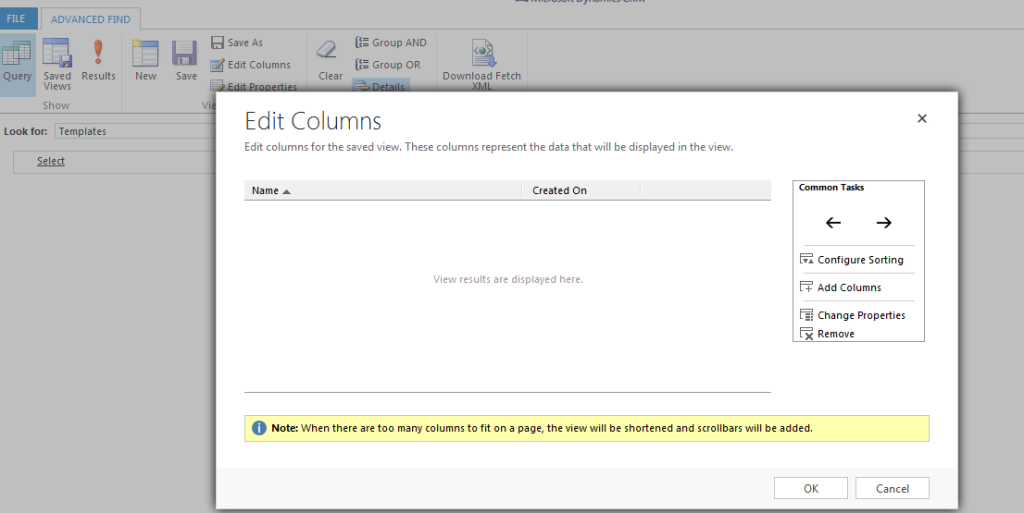 Microsoft Dynamics CRM
FILE
ADVANCED FIND
Query
Saved Views
Results
New
Save
Save As
Edit Columns
Edit Properties
Clear
Group AND
Group OR
Details
Download Fetch XML
Show
Look for:
Templates
Select
Edit Columns
Edit columns for the saved view. These columns represent the data that will be displayed in the view.
Name
Created On
View results are displayed here.
Common Tasks
Configure Sorting
Add Columns
Change Properties
Remove
Note: When there are too many columns to fit on a page, the view will be shortened and scrollbars will be added.
OK
Cancel